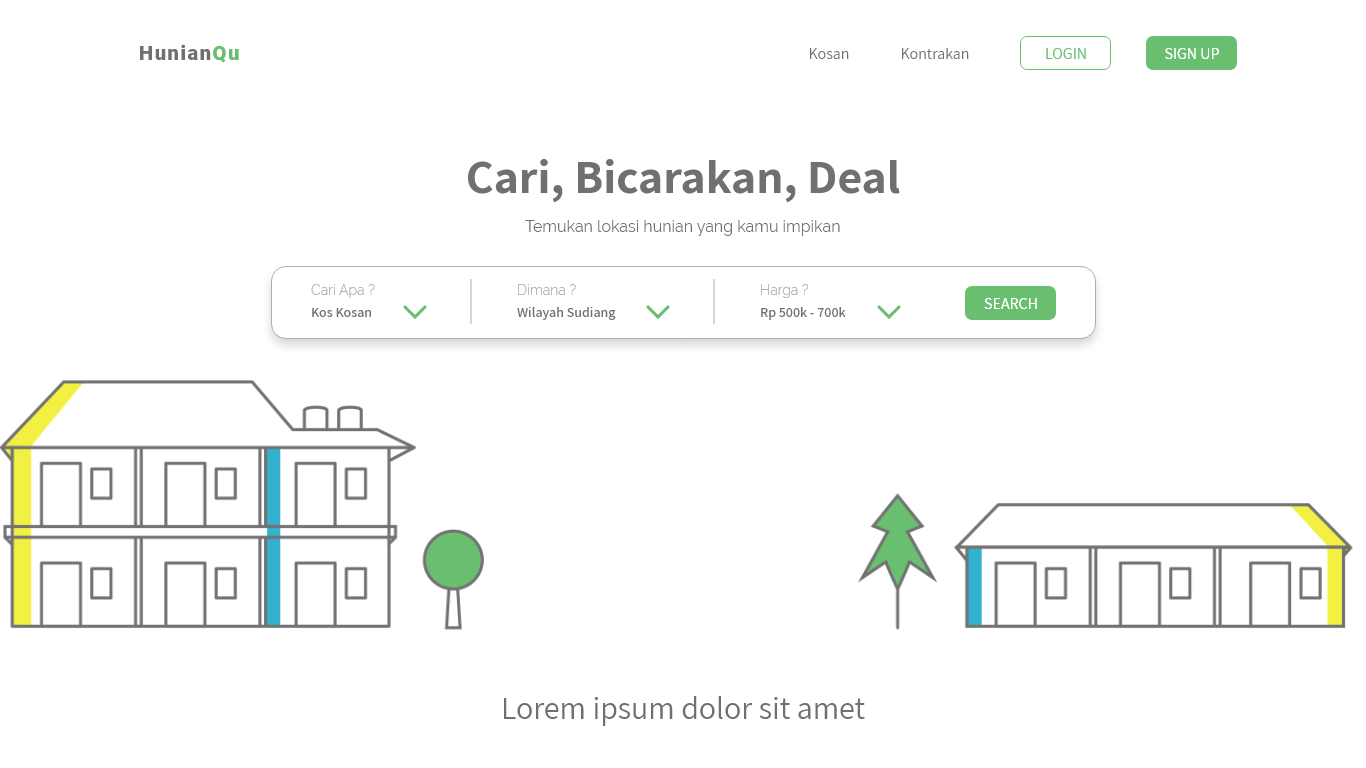 HunianQu
Kosan
Kontrakan
LOGIN
SIGN UP
Cari, Bicarakan, Deal
Temukan lokasi hunian yang kamu impikan
Cari Apa ?
Kos Kosan
Dimana ?
Wilayah Sudiang
Harga ?
Rp 500k - 700k
SEARCH
Lorem ipsum dolor sit amet